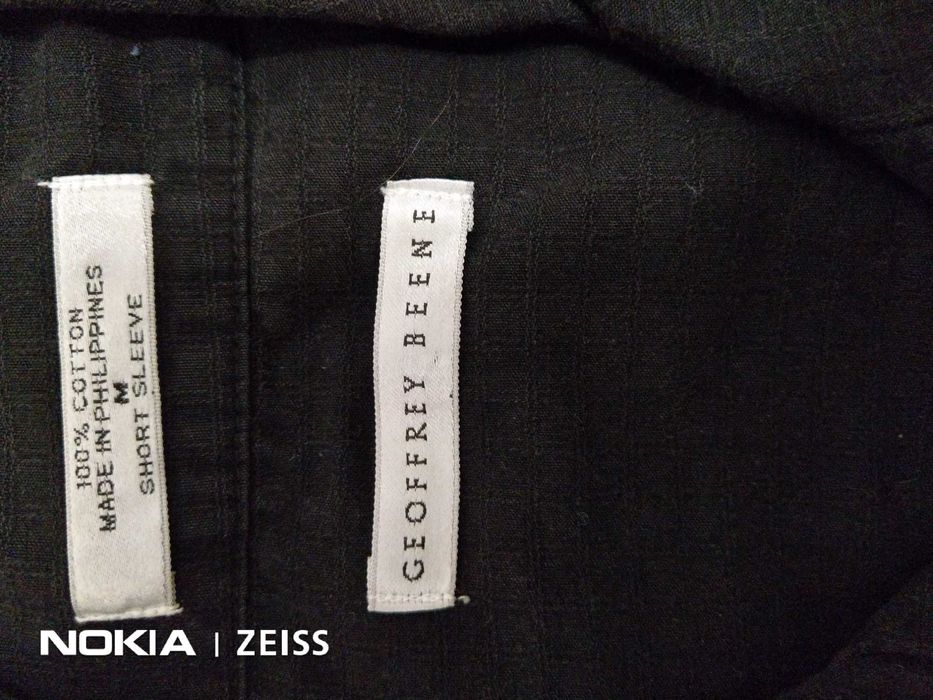 100% COTTON
MADE IN PHILIPPINES
M
SHORT SLEEVE
GEOFFREY BEENE
NOKIA | ZEISS